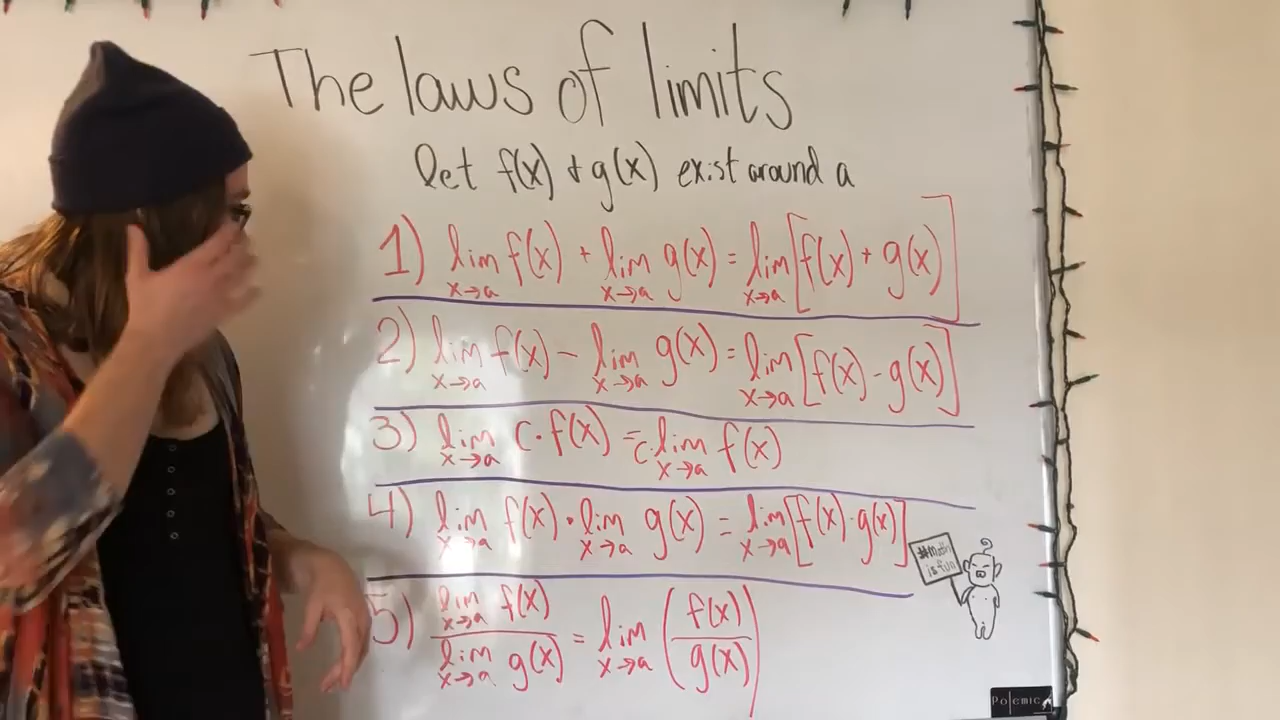 The laws of limits
let f(x) + g(x) exist around a
1) lim x→a f(x) + lim x→a g(x) = lim x→a [f(x) + g(x)]
2) lim x→a f(x) - lim x→a g(x) = lim x→a [f(x) - g(x)]
3) lim x→a c · f(x) = c lim x→a f(x)
4) lim x→a f(x) · lim x→a g(x) = lim x→a [f(x) · g(x)]
#Math
is fun
5) lim x→a f(x) / lim x→a g(x) = lim x→a (f(x) / g(x))
Polemic